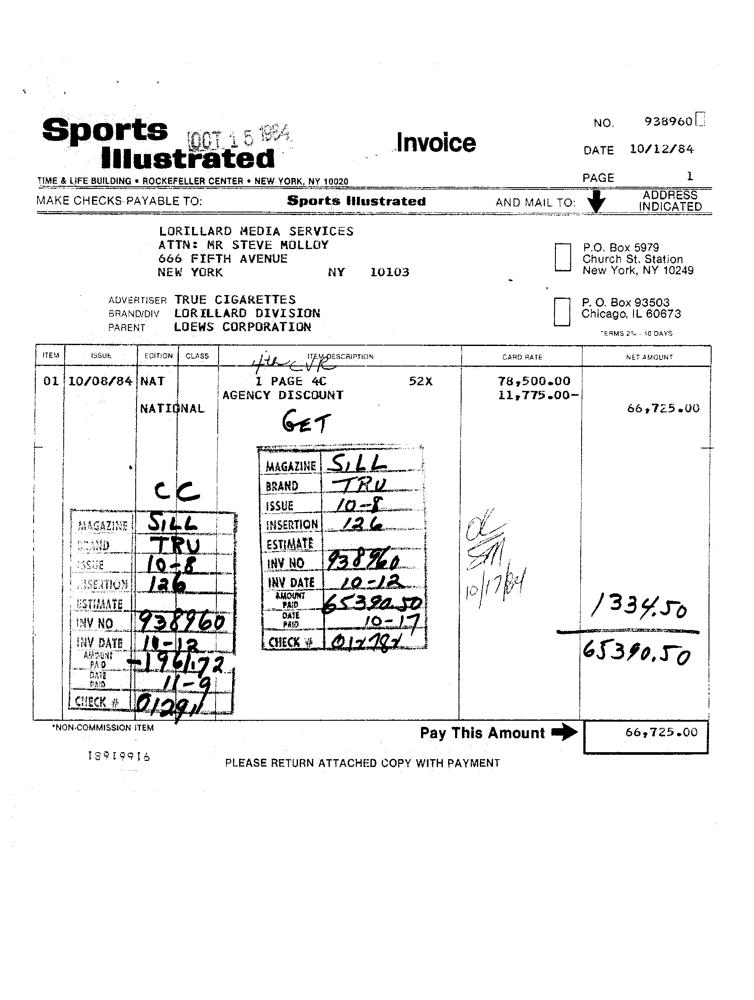 Sports Illustrated
OCT 15 1984
Invoice
NO. 938960
DATE 10/12/84
PAGE 1
TIME & LIFE BUILDING • ROCKEFELLER CENTER • NEW YORK, NY 10020
MAKE CHECKS PAYABLE TO: Sports Illustrated AND MAIL TO: ADDRESS INDICATED
LORILLARD MEDIA SERVICES
ATTN: MR STEVE MOLLOY
666 FIFTH AVENUE
NEW YORK NY 10103
P.O. Box 5979
Church St. Station
New York, NY 10249
ADVERTISER TRUE CIGARETTES
BRAND/DIV LORILLARD DIVISION
PARENT LOEWS CORPORATION
P. O. Box 93503
Chicago, IL 60673
TERMS 2% - 10 DAYS
ITEM ISSUE EDITION CLASS ITEM DESCRIPTION CARD RATE NET AMOUNT
4th CVR
01 10/08/84 NAT 1 PAGE 4C 52X 78,500.00
AGENCY DISCOUNT 11,775.00-
NATIONAL 66,725.00
GET
MAGAZINE SILL
BRAND TRU
ISSUE 10-8
INSERTION 126
ESTIMATE
INV NO 938960
INV DATE 10-12
AMOUNT PAID 65390.50
DATE PAID 10-17
CHECK #
CC
MAGAZINE SILL
BRAND TRU
ISSUE 10-8
INSERTION 126
ESTIMATE
INV NO 938960
INV DATE 10-12
AMOUNT PAID -1961.72
DATE PAID 11-9
CHECK #
OK
10/17/84
1334.50
65390.50
*NON-COMMISSION ITEM
Pay This Amount 66,725.00
PLEASE RETURN ATTACHED COPY WITH PAYMENT